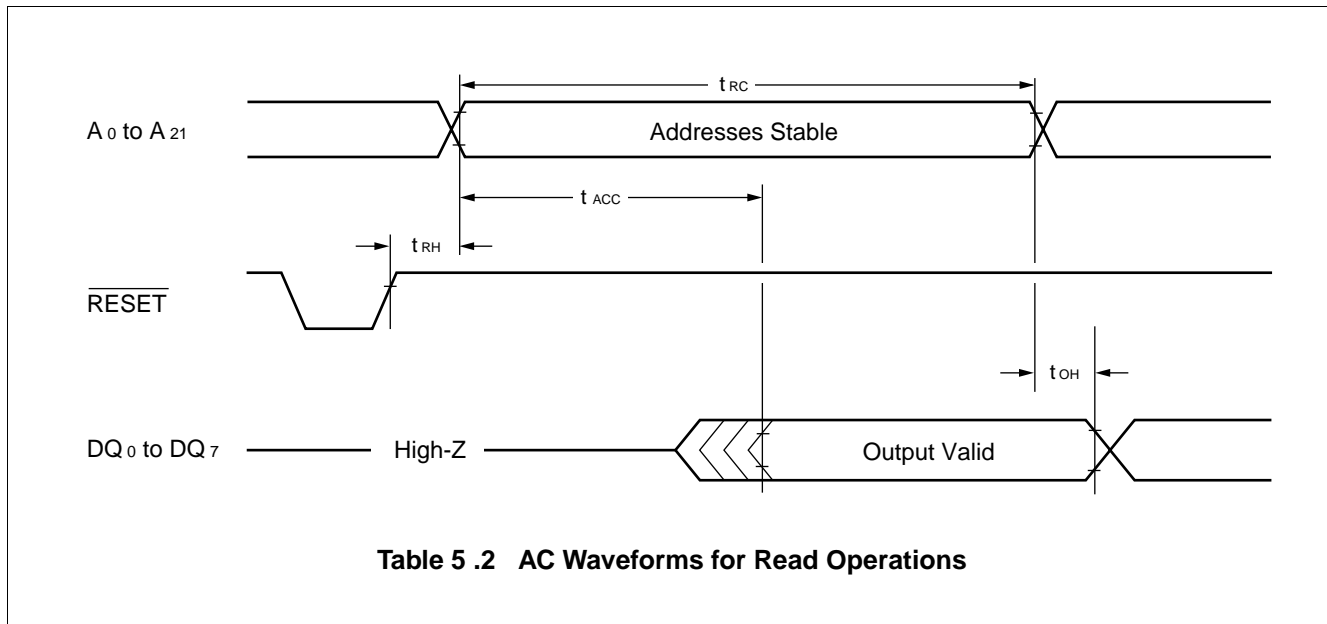 t RC
A 0 to A 21
Addresses Stable
t ACC
t RH
RESET
t OH
DQ 0 to DQ 7
High-Z
Output Valid
Table 5 .2 AC Waveforms for Read Operations